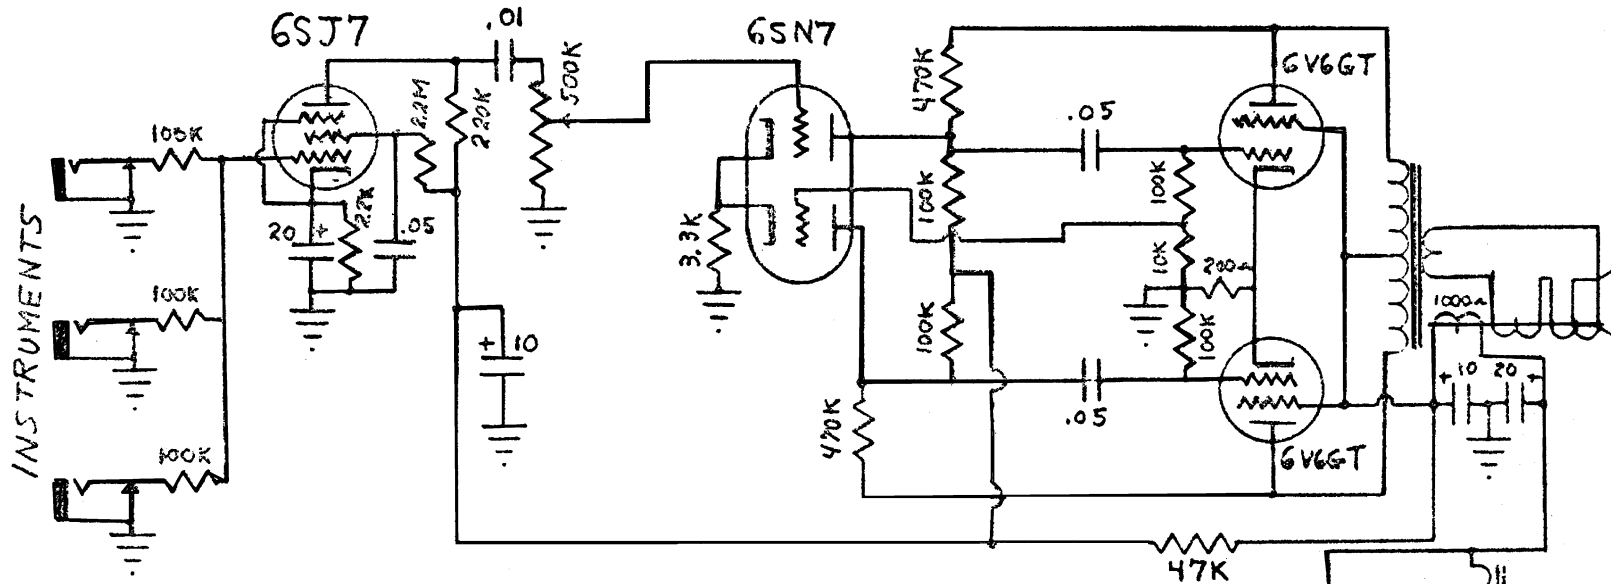 6SJ7
.01
6SN7
500K
470K
6V6GT
2.2M
220K
.05
100K
100K
100K
2.2K
20 +
.05
3.3K
10K
200Ω
INSTRUMENTS
100K
1000Ω
+ 10
100K
100K
+ 10 20 +
.05
470K
100K
6V6GT
47K